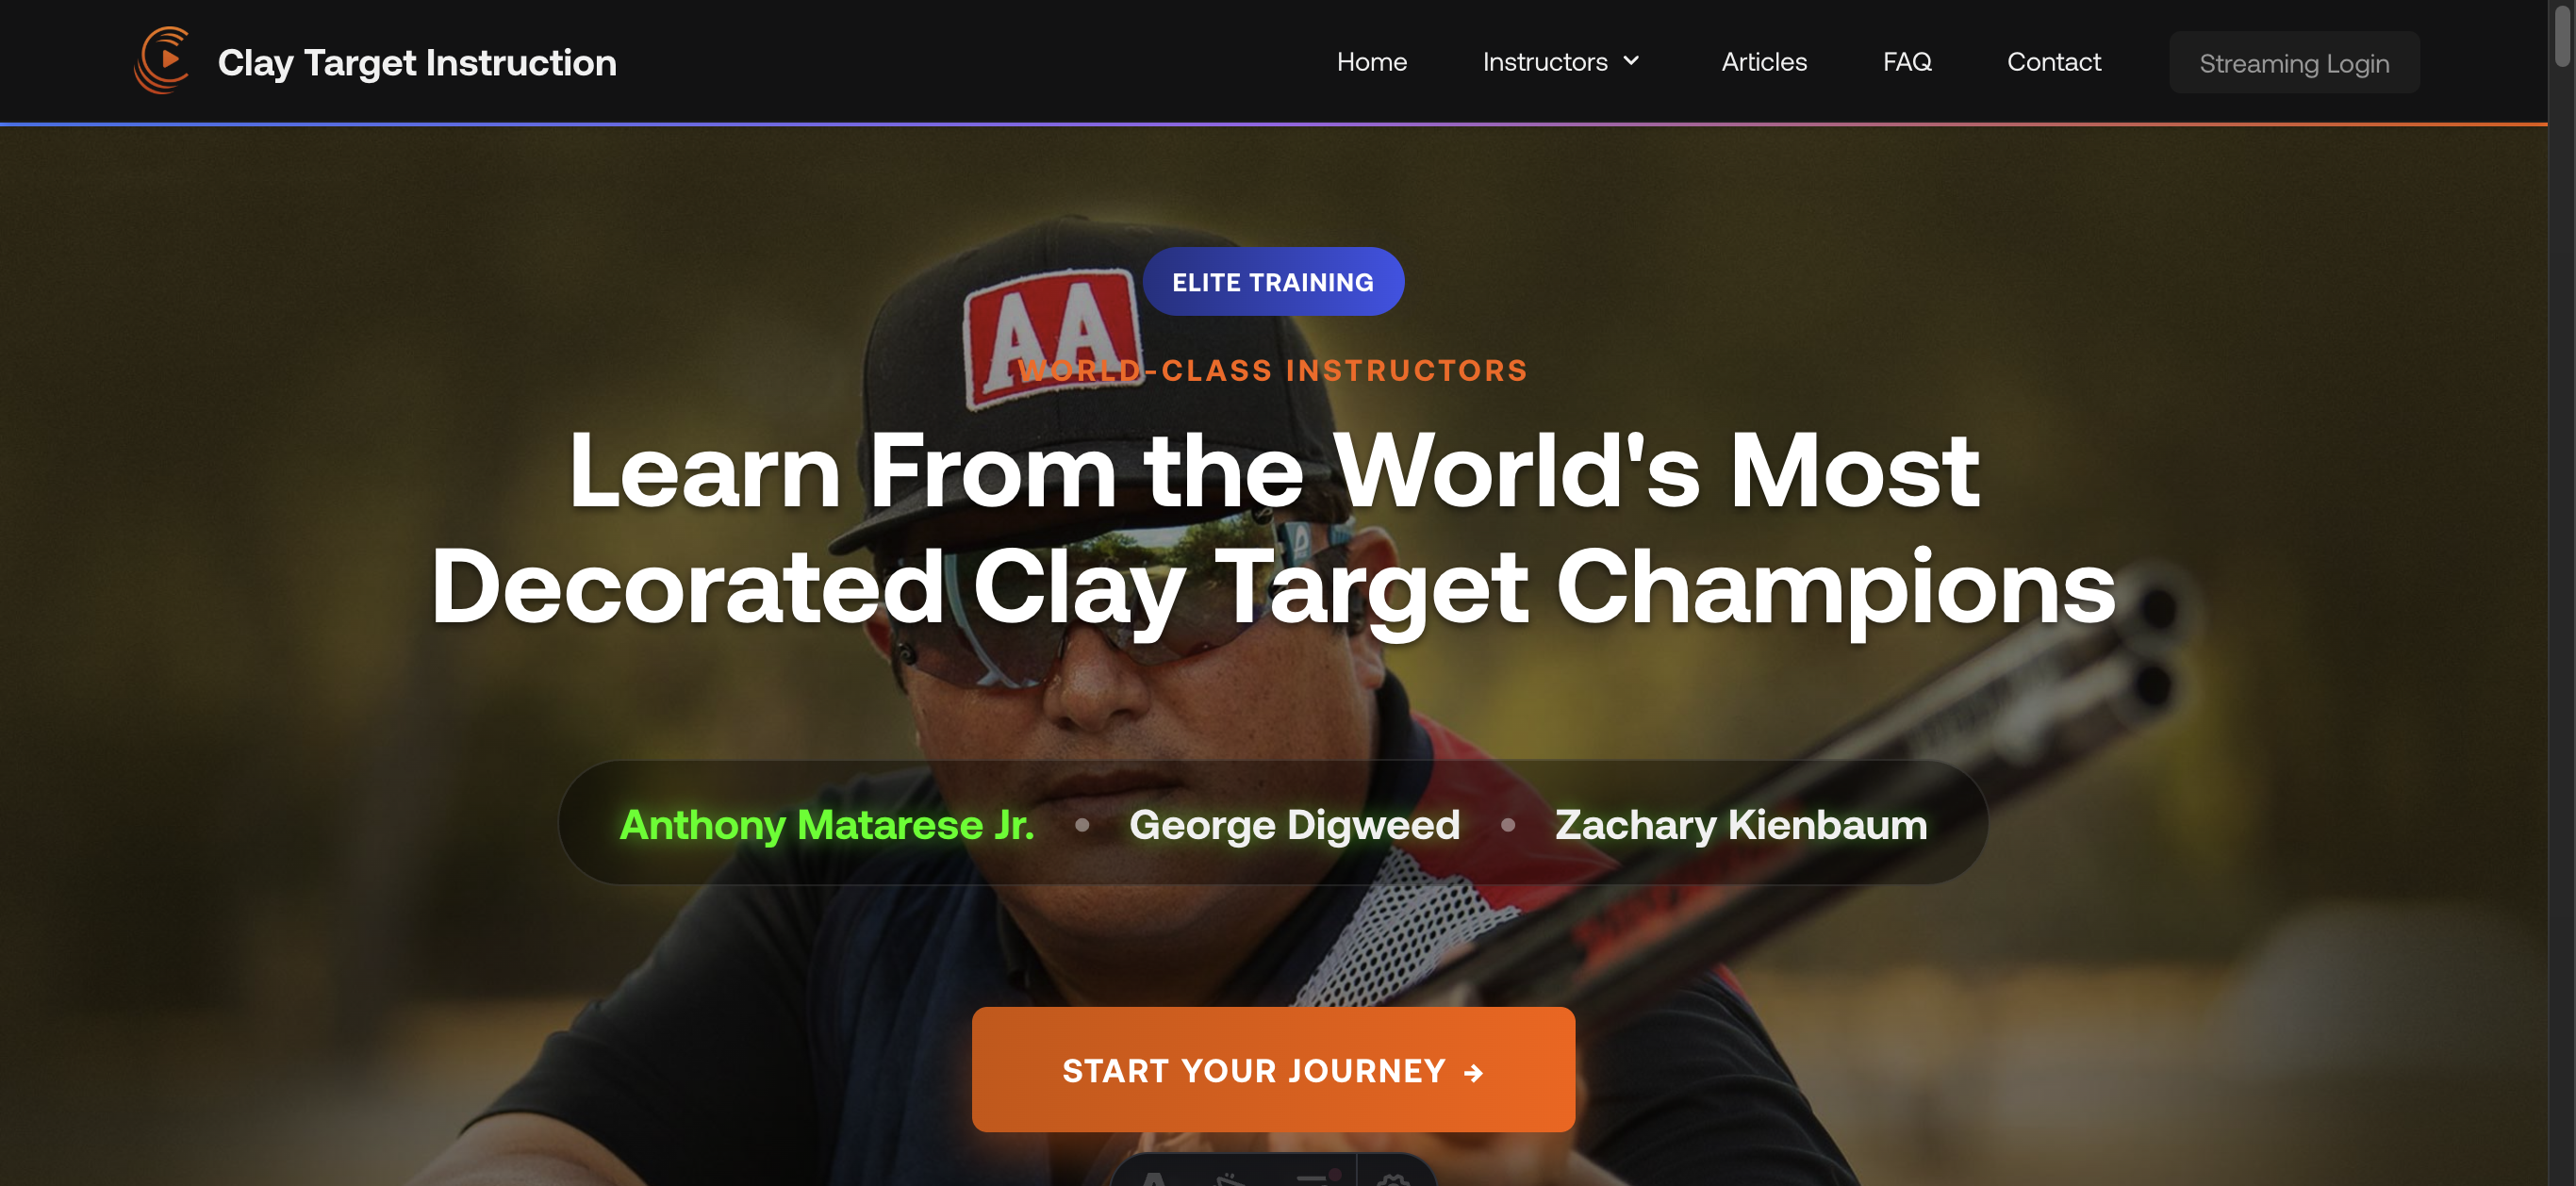 Clay Target Instruction
Home Instructors Articles FAQ Contact Streaming Login
ELITE TRAINING
AA
WORLD-CLASS INSTRUCTORS
Learn From the World's Most
Decorated Clay Target Champions
Anthony Matarese Jr. • George Digweed • Zachary Kienbaum
START YOUR JOURNEY →